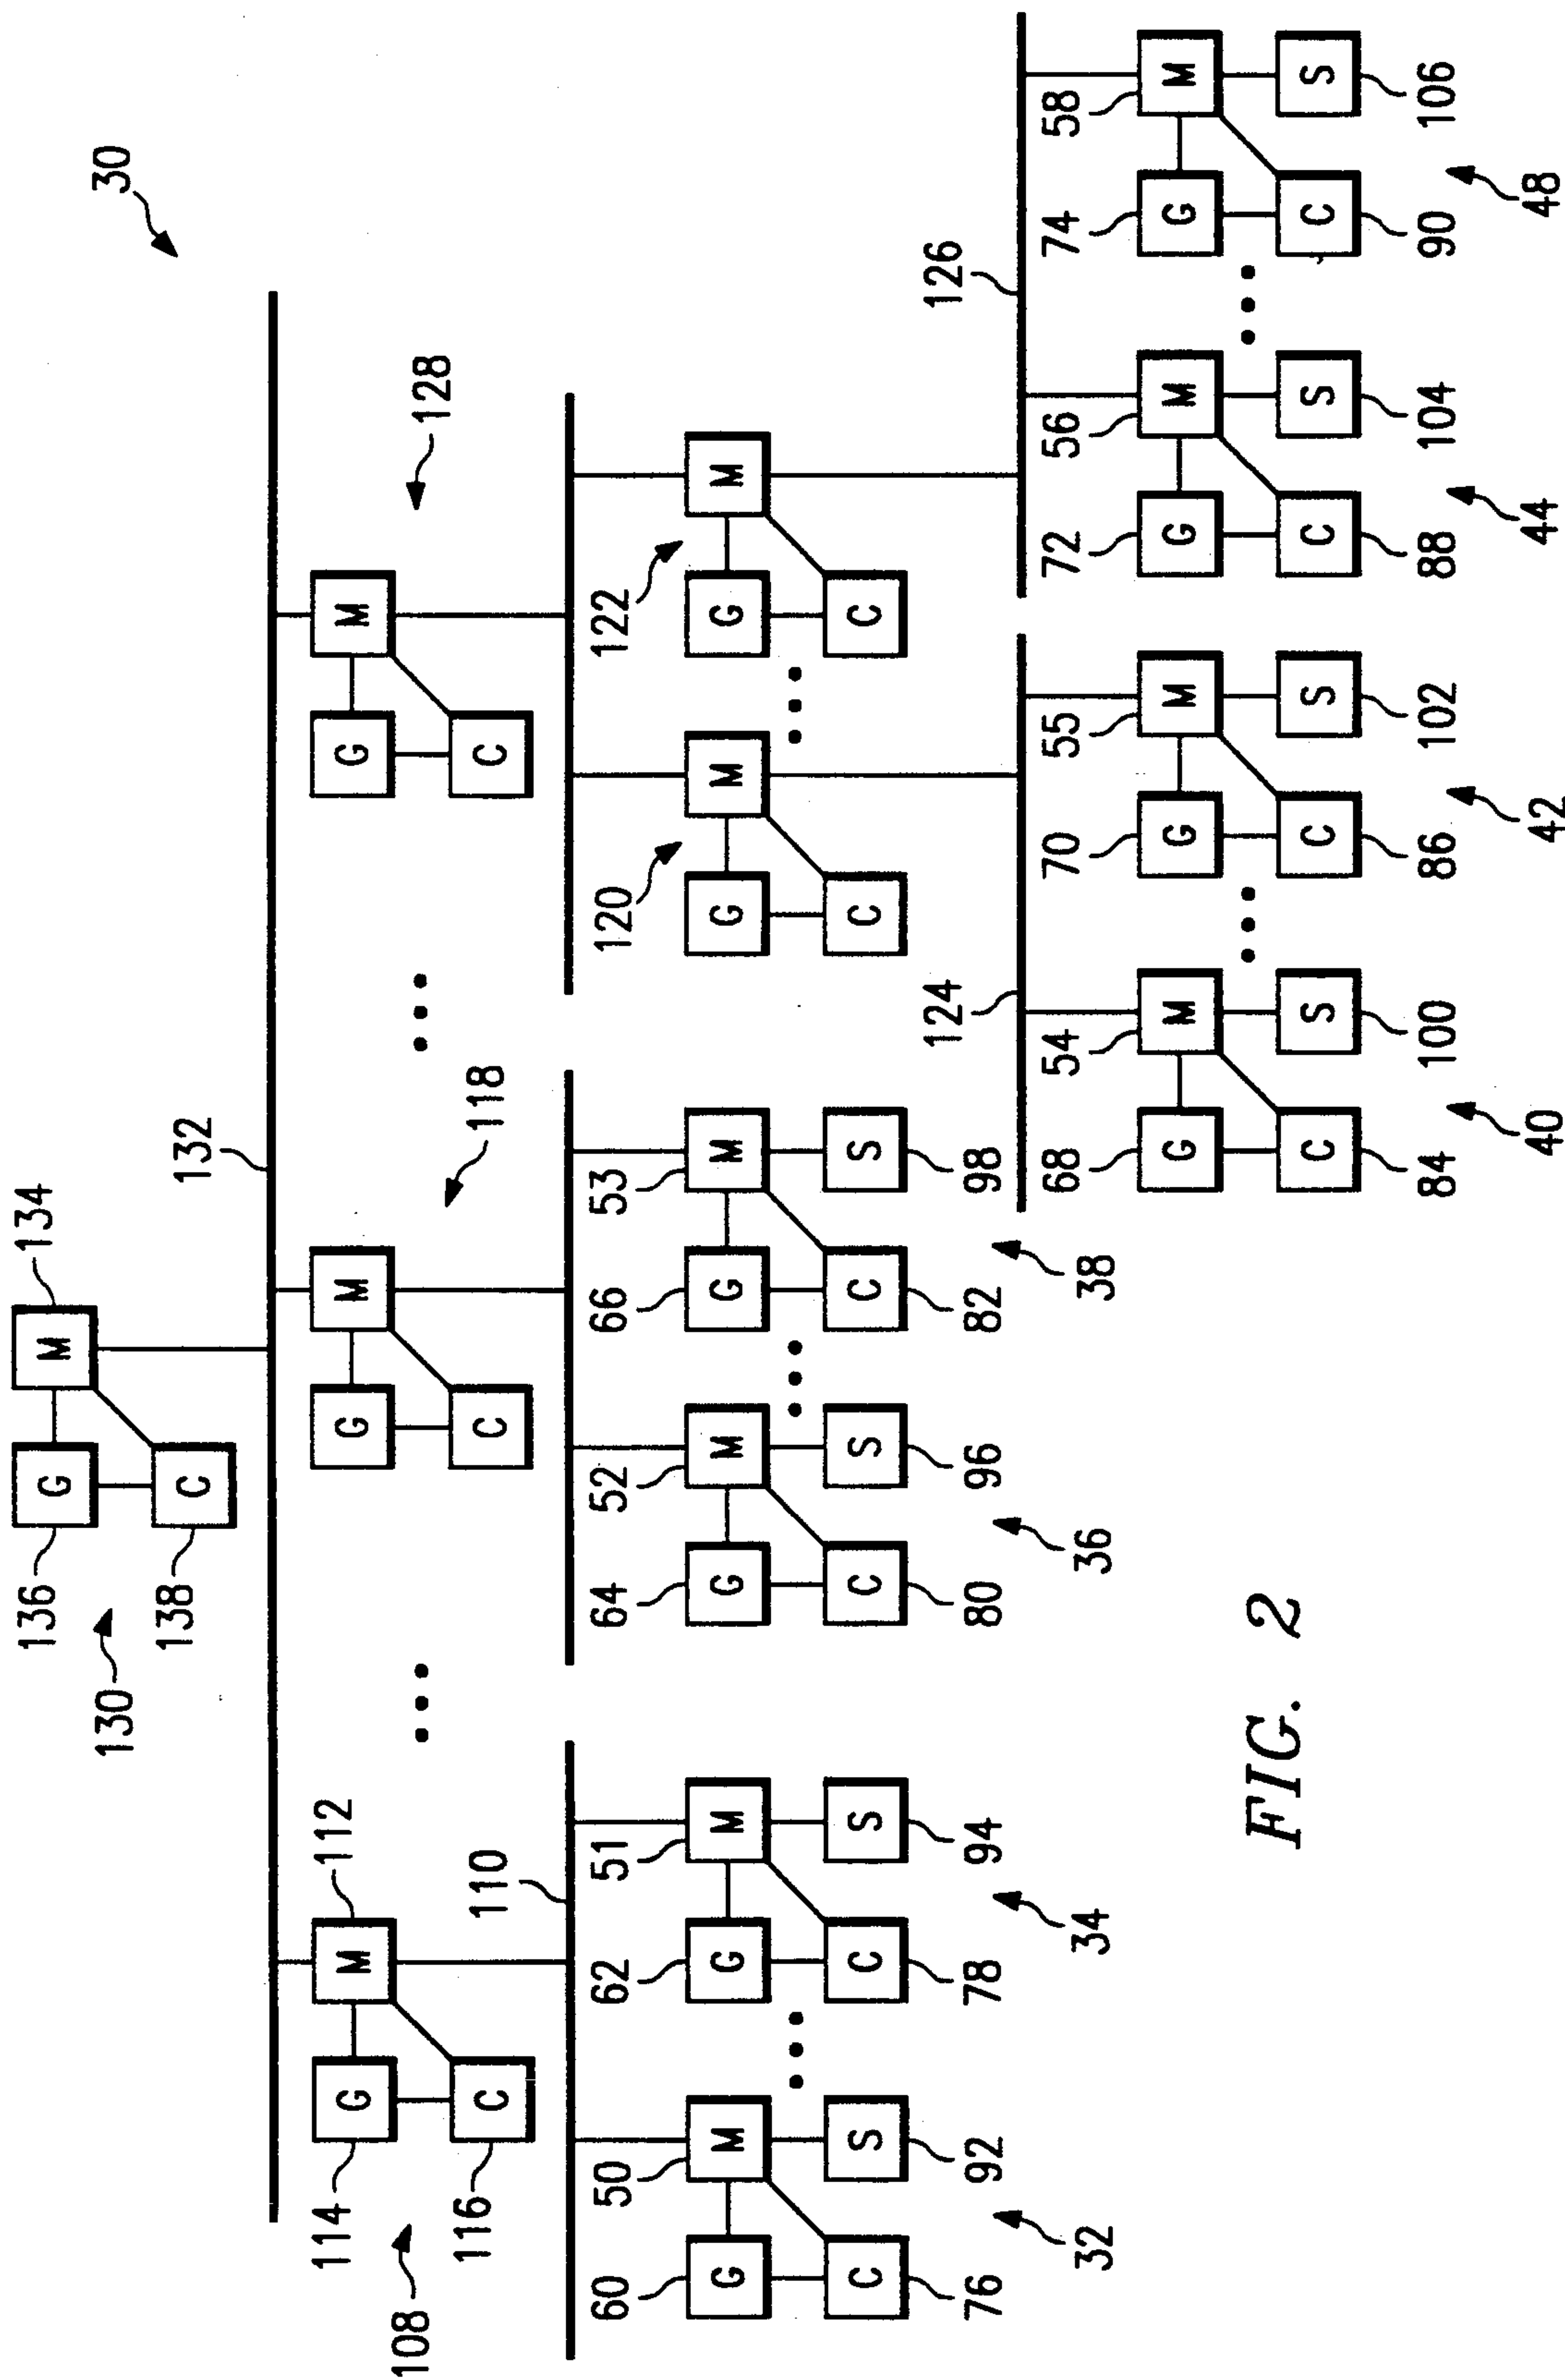 136 G M 134
130 30
138 C
132
114 G M 112 G M G M
108 128
116 C 110 C 118 C
60 50 62 51 64 52 66 53 120 122
G M G M G M G M G M G M
C S C S C S C S C C
76 92 78 94 80 96 82 98 124 126
32 34 36 38
68 54 70 55 72 56 74 58
G M G M G M G M
C S C S C S C S
84 100 86 102 88 104 90 106
40 42 44 48
FIG. 2